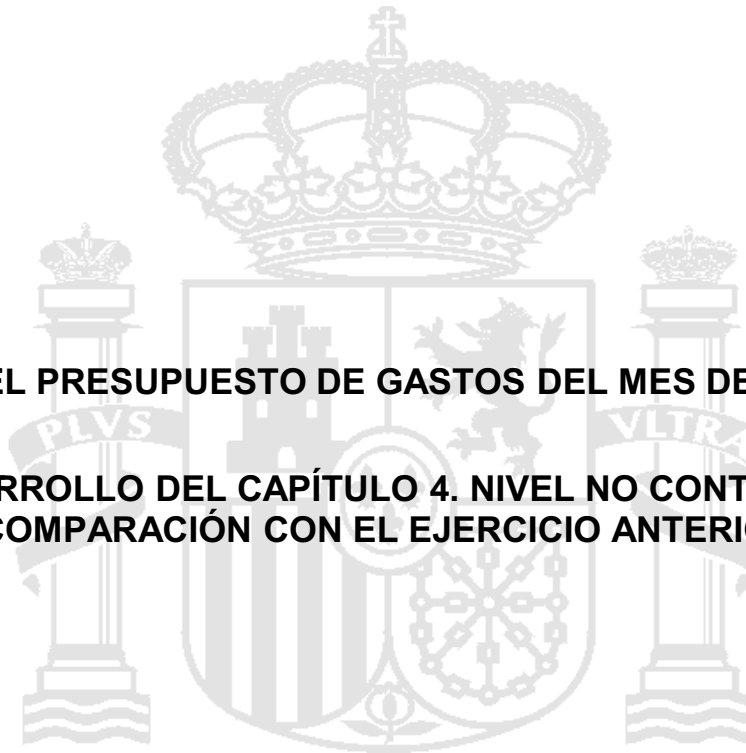 EL PRESUPUESTO DE GASTOS DEL MES DE
PLVS
VLTRA
RROLLO DEL CAPÍTULO 4. NIVEL NO CONT
COMPARACIÓN CON EL EJERCICIO ANTERI